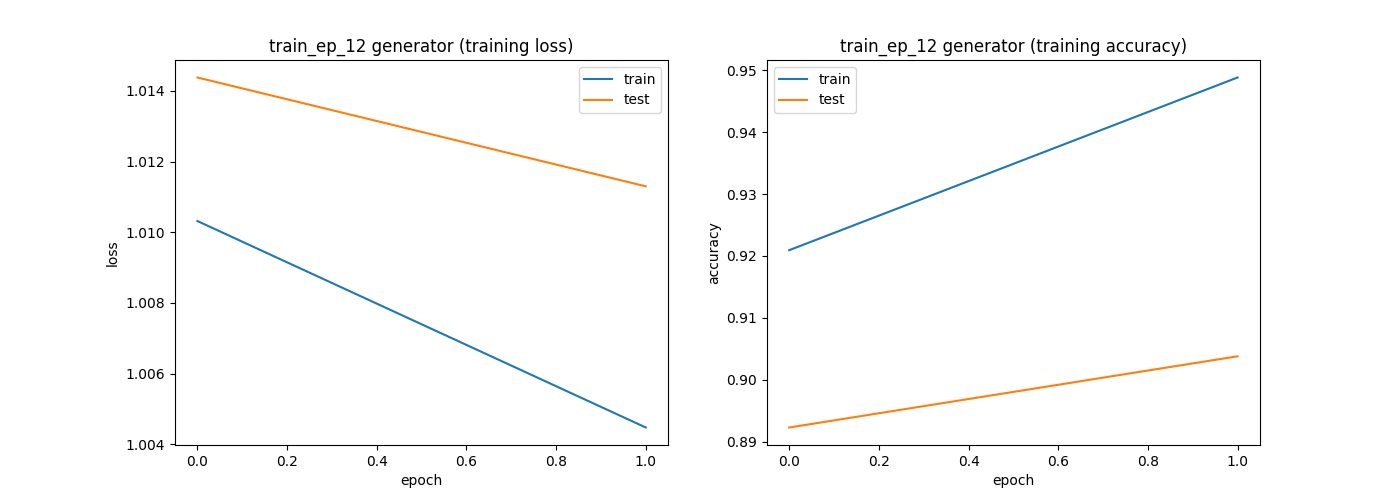 train_ep_12 generator (training loss)
train
test
1.014
1.012
1.010
1.008
1.006
1.004
loss
0.0 0.2 0.4 0.6 0.8 1.0
epoch
train_ep_12 generator (training accuracy)
train
test
0.95
0.94
0.93
0.92
0.91
0.90
0.89
accuracy
0.0 0.2 0.4 0.6 0.8 1.0
epoch